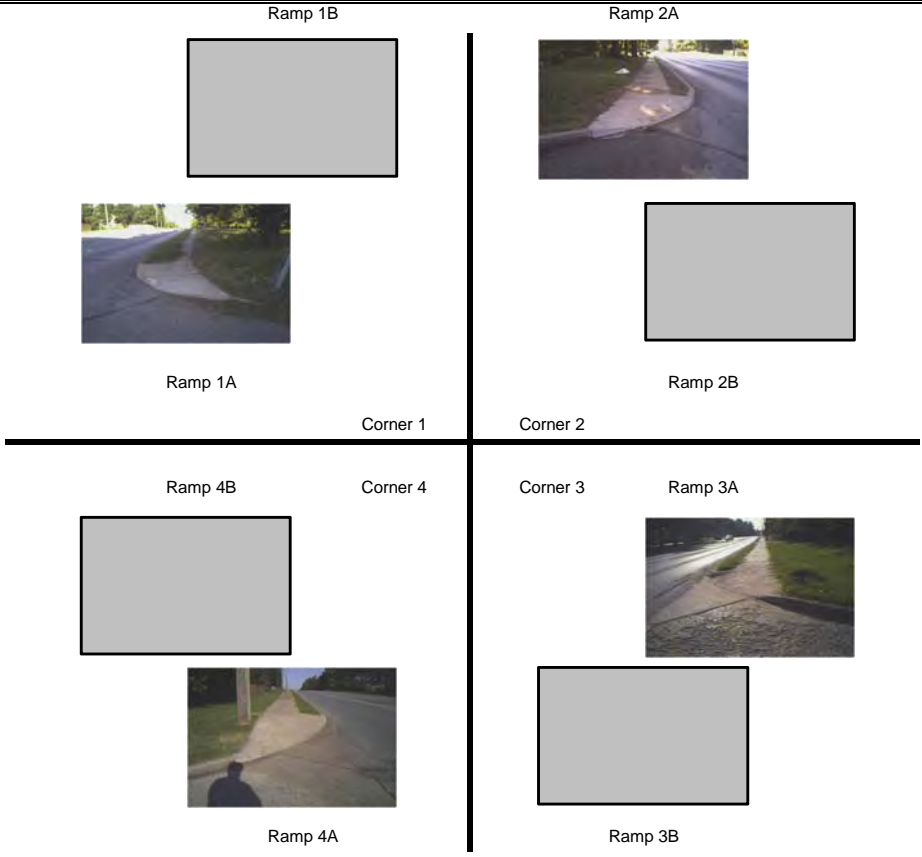 Ramp 1B
Ramp 2A
Ramp 1A
Ramp 2B
Corner 1
Corner 2
Ramp 4B
Corner 4
Corner 3
Ramp 3A
Ramp 4A
Ramp 3B